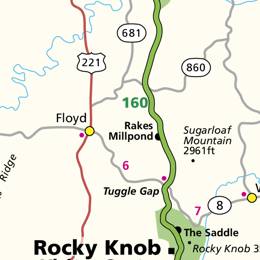 681
221
860
160
Floyd
Rakes
Millpond
Sugarloaf
Mountain
2961ft
6
Ridge
Tuggle Gap
7
8
The Saddle
Rocky Knob
Rocky Knob